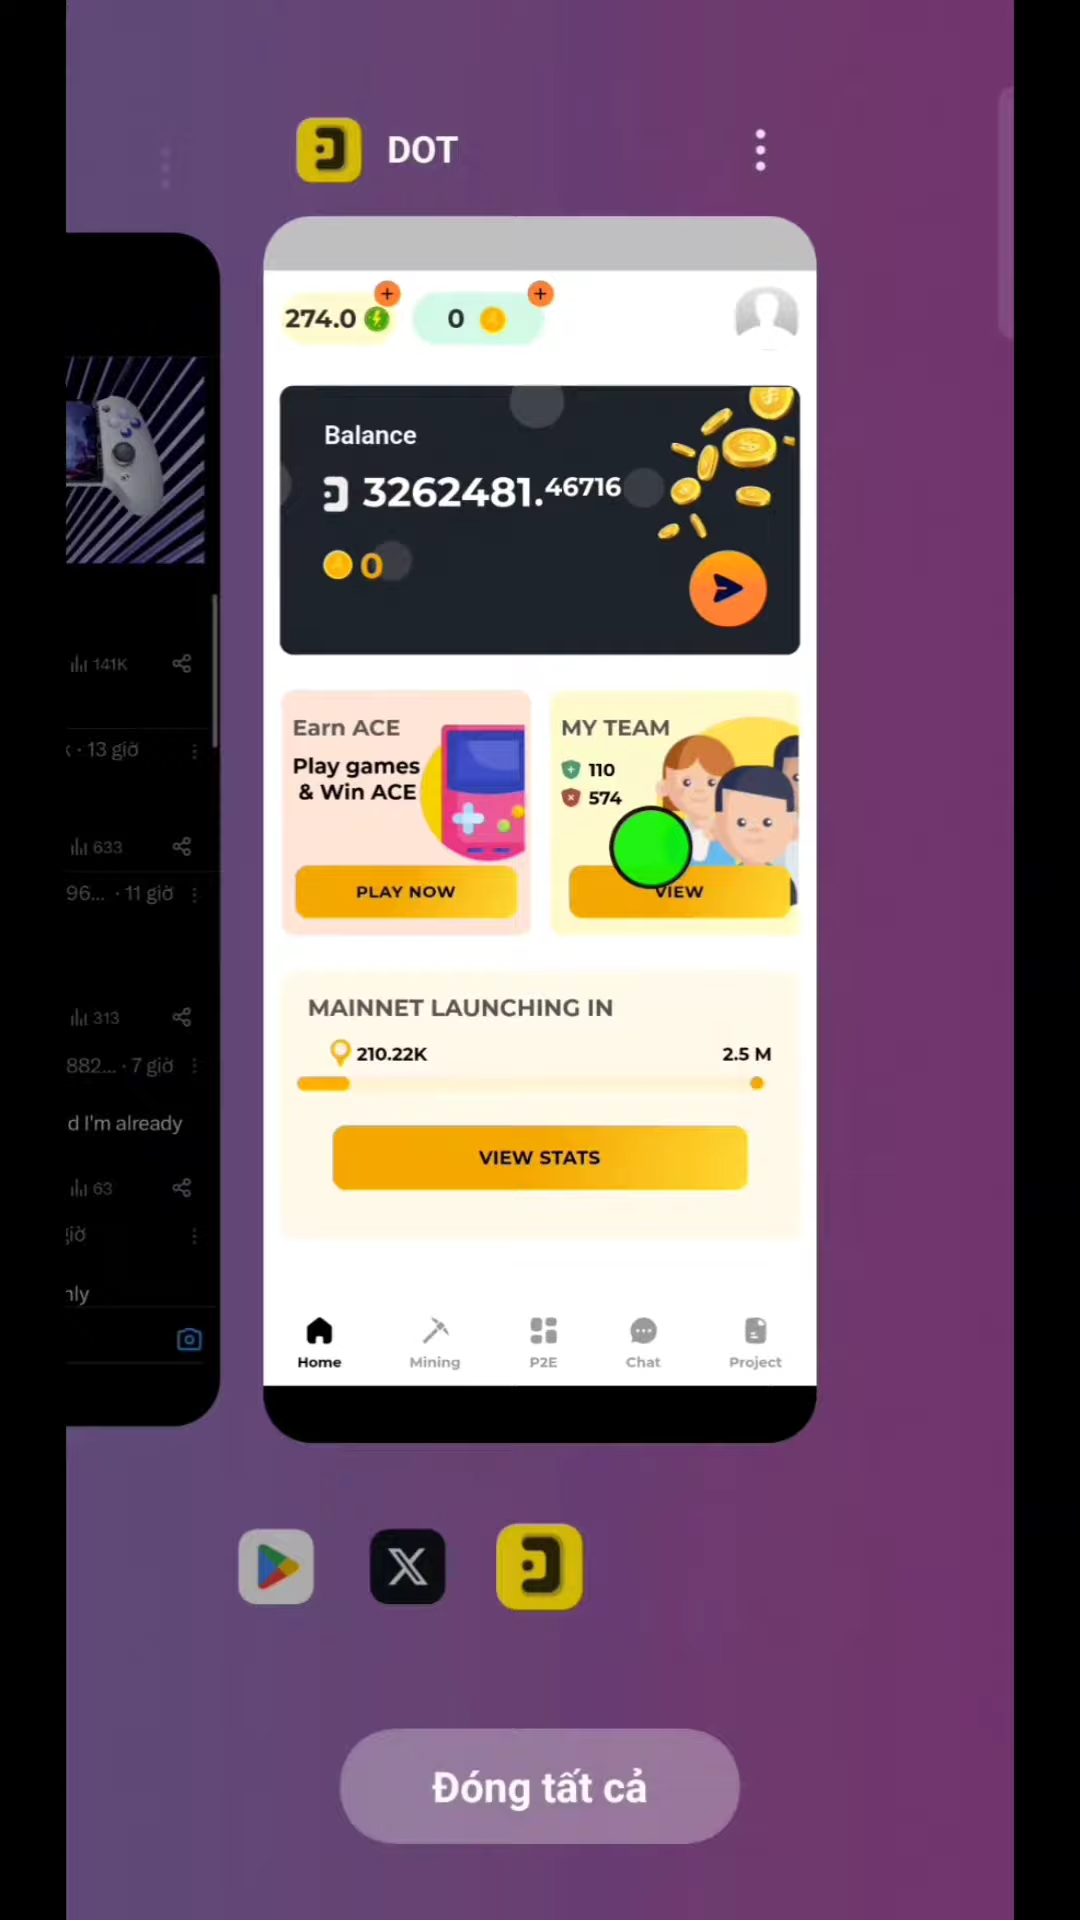 DOT
274.0
0
Balance
3262481.46716
0
Earn ACE
Play games
& Win ACE
PLAY NOW
MY TEAM
110
574
VIEW
MAINNET LAUNCHING IN
210.22K
2.5 M
VIEW STATS
Home
Mining
P2E
Chat
Project
141K
· 13 giờ
633
96... · 11 giờ
313
882... · 7 giờ
d I'm already
63
giờ
Đóng tất cả